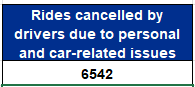 Rides cancelled by
drivers due to personal
and car-related issues
6542